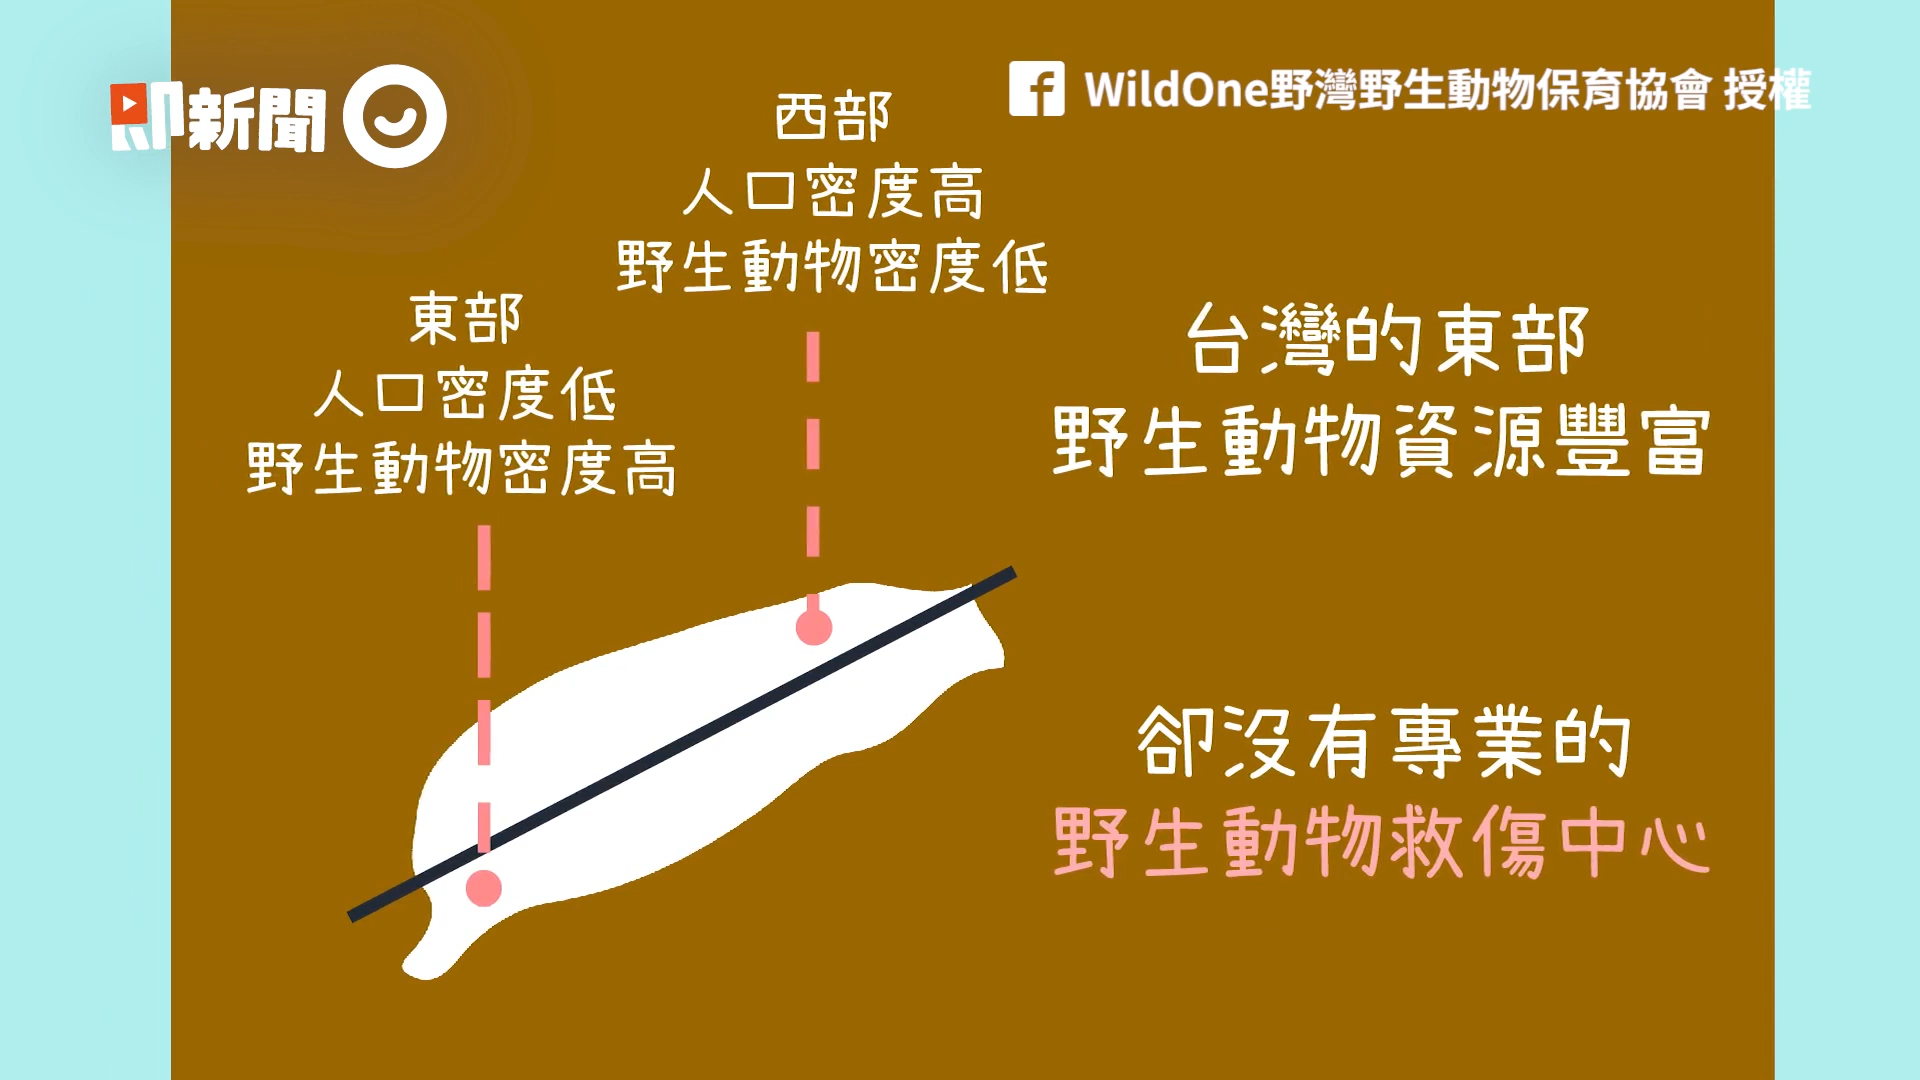 即新聞
WildOne野灣野生動物保育協會 授權
西部
人口密度高
野生動物密度低
東部
人口密度低
野生動物密度高
台灣的東部
野生動物資源豐富
卻沒有專業的
野生動物救傷中心